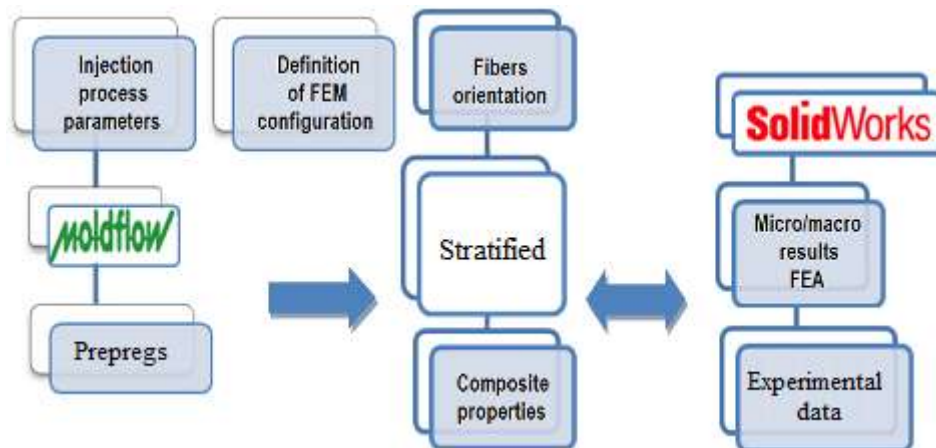 Injection
process
parameters
Definition
of FEM
configuration
Fibers
orientation
SolidWorks
moldflow
Stratified
Micro/macro
results
FEA
Prepregs
Composite
properties
Experimental
data